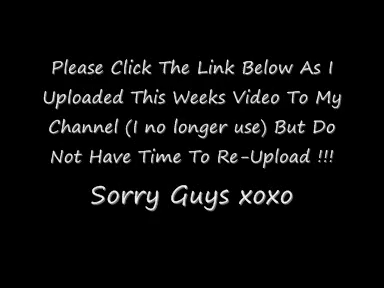 Please Click The Link Below As I
Uploaded This Weeks Video To My
Channel (I no longer use) But Do
Not Have Time To Re-Upload !!!
Sorry Guys xoxo